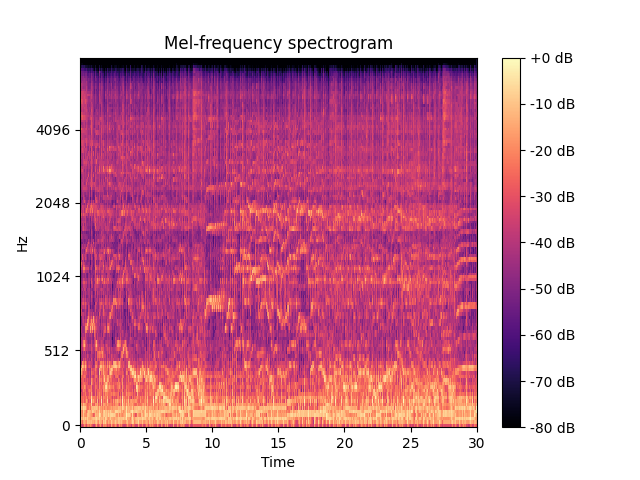 Mel-frequency spectrogram
Hz
4096
2048
1024
512
0
0 5 10 15 20 25 30
Time
+0 dB
-10 dB
-20 dB
-30 dB
-40 dB
-50 dB
-60 dB
-70 dB
-80 dB